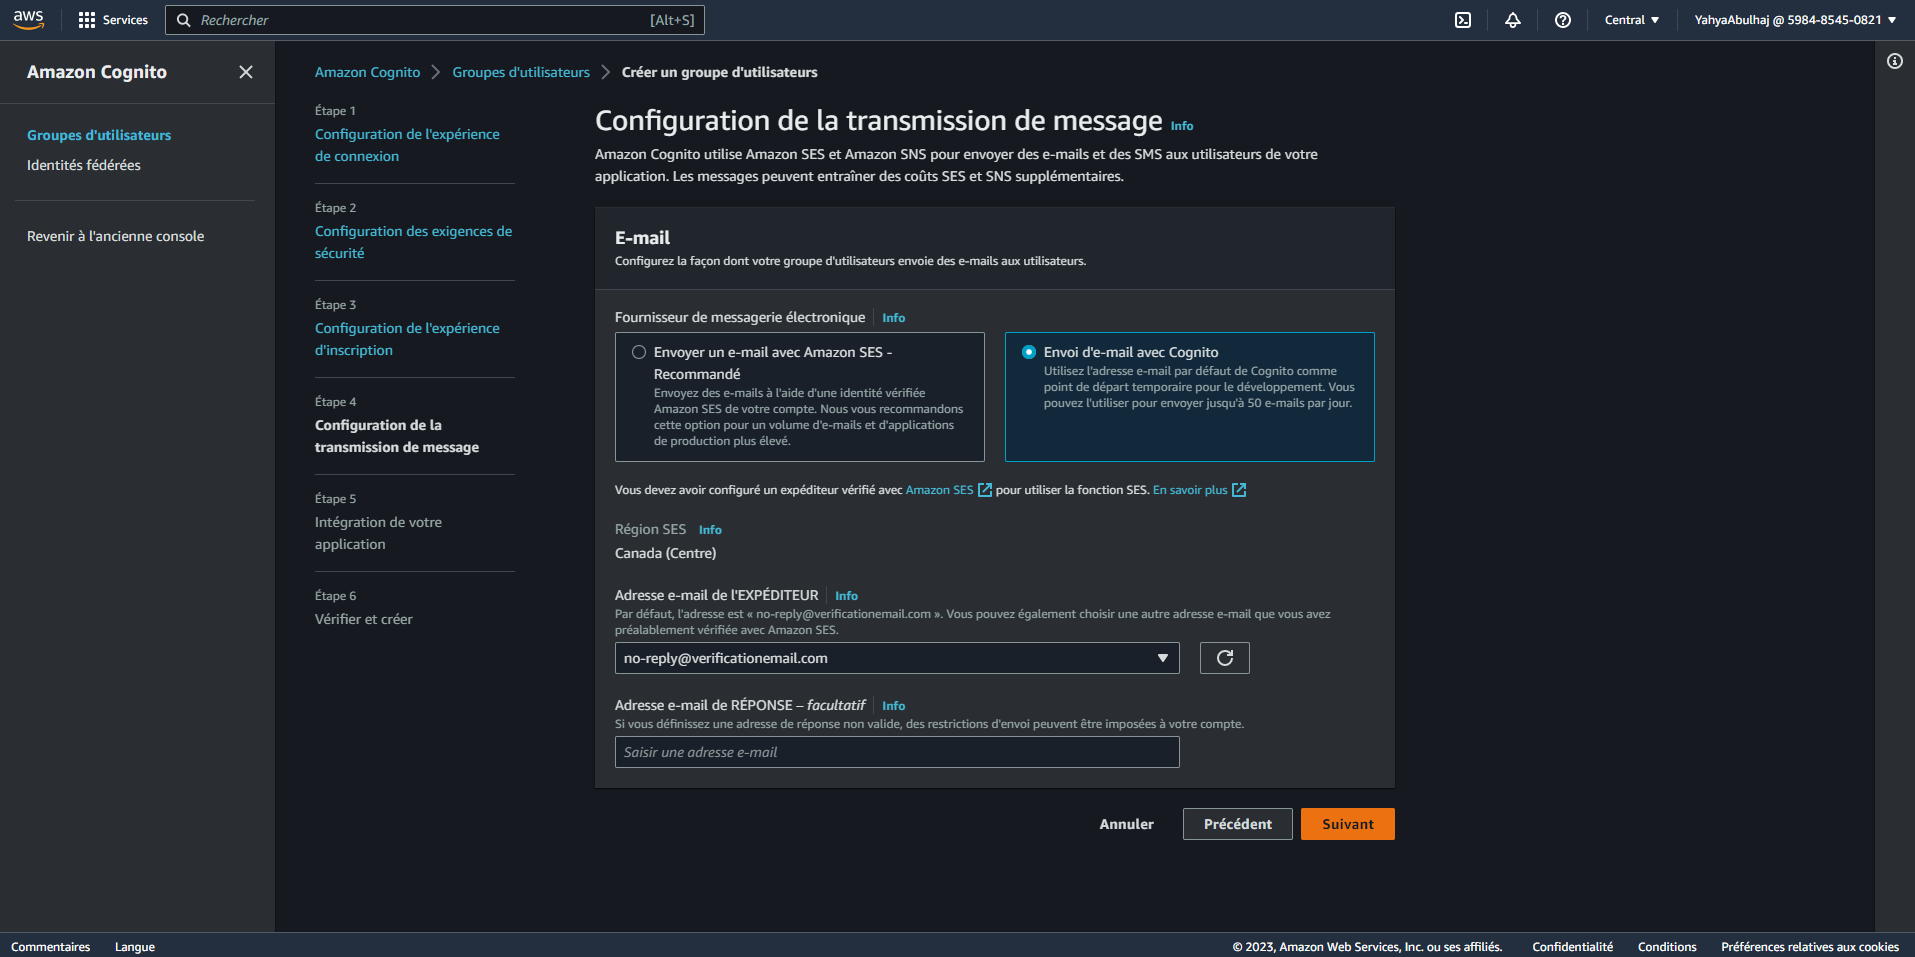 aws
Services
Rechercher [Alt+S]
Central ▼
YahyaAbulhaj @ 5984-8545-0821 ▼
Amazon Cognito
Groupes d'utilisateurs
Identités fédérées
Revenir à l'ancienne console
Amazon Cognito > Groupes d'utilisateurs > Créer un groupe d'utilisateurs
Étape 1
Configuration de l'expérience
de connexion
Étape 2
Configuration des exigences de
sécurité
Étape 3
Configuration de l'expérience
d'inscription
Étape 4
Configuration de la
transmission de message
Étape 5
Intégration de votre
application
Étape 6
Vérifier et créer
Configuration de la transmission de message Info
Amazon Cognito utilise Amazon SES et Amazon SNS pour envoyer des e-mails et des SMS aux utilisateurs de votre
application. Les messages peuvent entraîner des coûts SES et SNS supplémentaires.
E-mail
Configurez la façon dont votre groupe d'utilisateurs envoie des e-mails aux utilisateurs.
Fournisseur de messagerie électronique Info
Envoyer un e-mail avec Amazon SES -
Recommandé
Envoyez des e-mails à l'aide d'une identité vérifiée
Amazon SES de votre compte. Nous vous recommandons
cette option pour un volume d'e-mails et d'applications
de production plus élevé.
Envoi d'e-mail avec Cognito
Utilisez l'adresse e-mail par défaut de Cognito comme
point de départ temporaire pour le développement. Vous
pouvez l'utiliser pour envoyer jusqu'à 50 e-mails par jour.
Vous devez avoir configuré un expéditeur vérifié avec Amazon SES pour utiliser la fonction SES. En savoir plus
Région SES Info
Canada (Centre)
Adresse e-mail de l'EXPÉDITEUR Info
Par défaut, l'adresse est « no-reply@verificationemail.com ». Vous pouvez également choisir une autre adresse e-mail que vous avez
préalablement vérifiée avec Amazon SES.
no-reply@verificationemail.com
Adresse e-mail de RÉPONSE – facultatif Info
Si vous définissez une adresse de réponse non valide, des restrictions d'envoi peuvent être imposées à votre compte.
Saisir une adresse e-mail
Annuler
Précédent
Suivant
Commentaires
Langue
© 2023, Amazon Web Services, Inc. ou ses affiliés.
Confidentialité
Conditions
Préférences relatives aux cookies